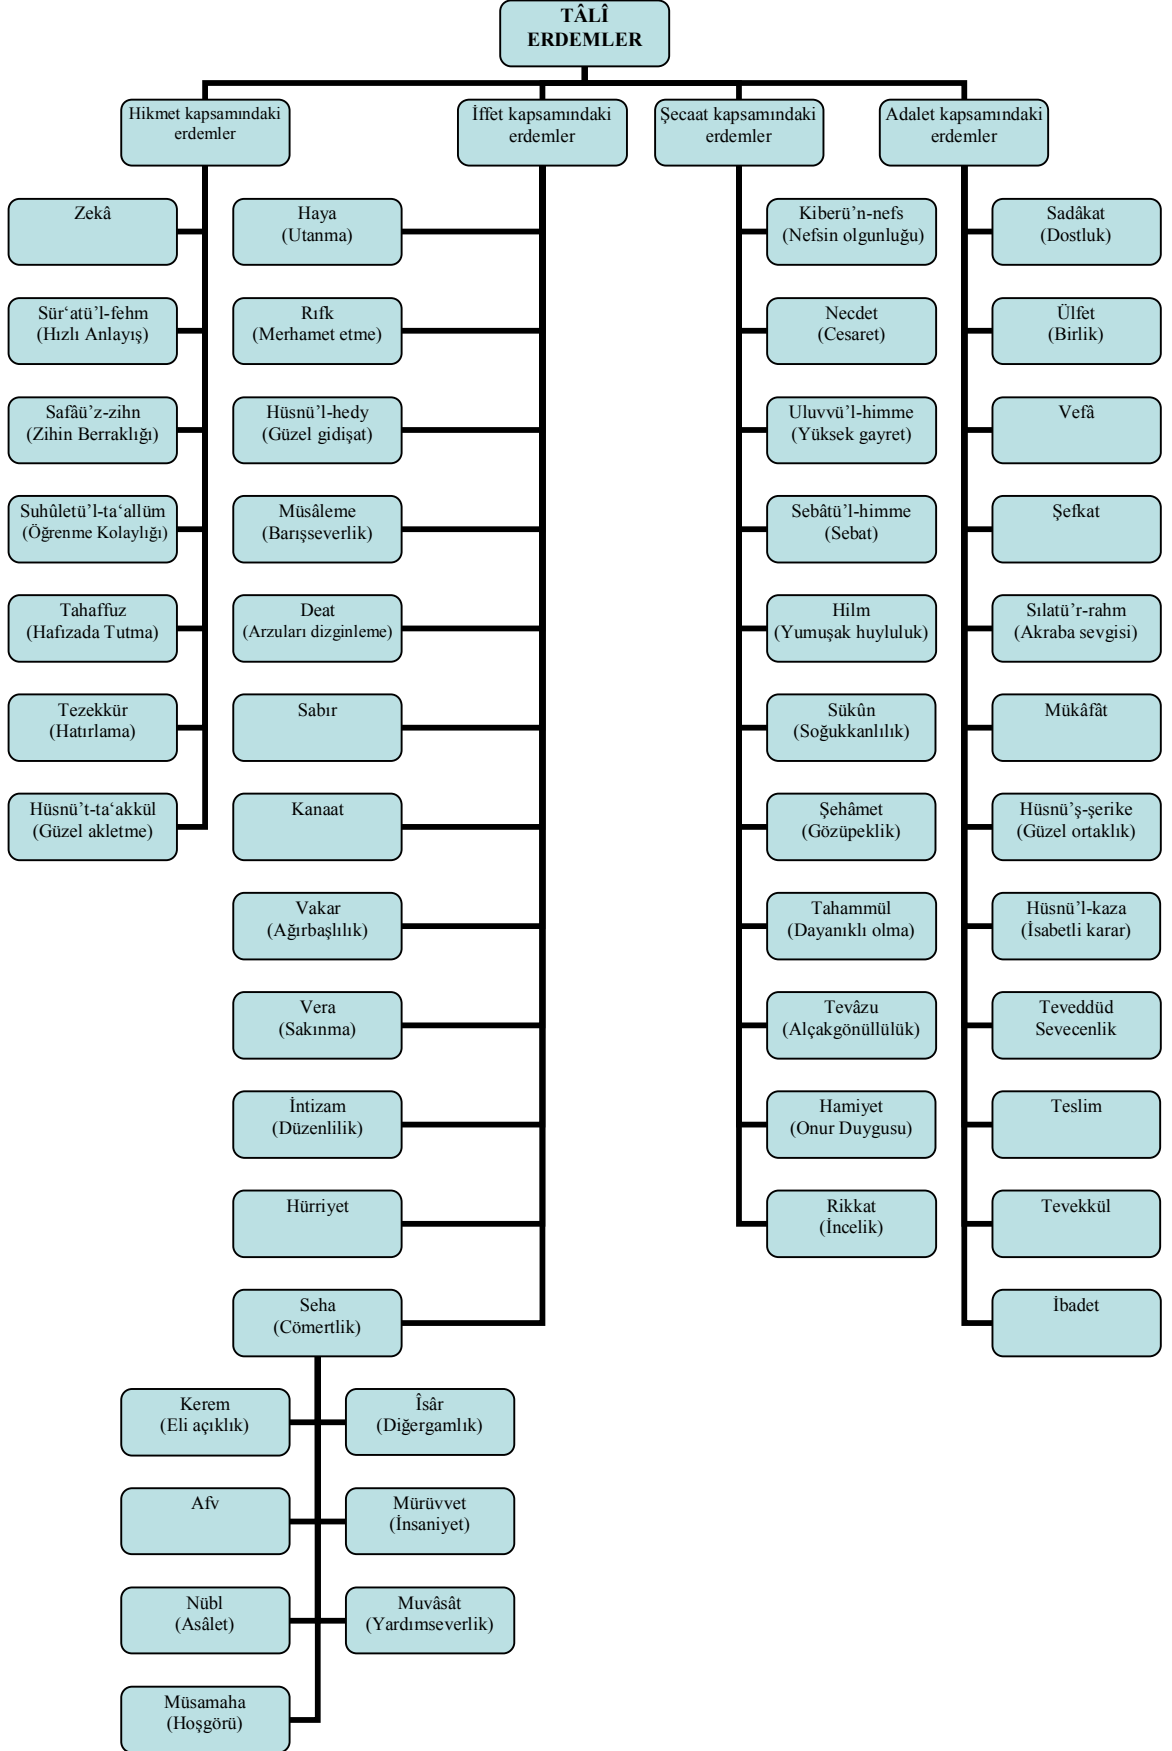 TÂLÎ
ERDEMLER
Hikmet kapsamındaki
erdemler
Zekâ
Sür‘atü’l-fehm
(Hızlı Anlayış)
Safâü’z-zihn
(Zihin Berraklığı)
Suhûletü’l-ta‘allüm
(Öğrenme Kolaylığı)
Tahaffuz
(Hafızada Tutma)
Tezekkür
(Hatırlama)
Hüsnü’t-ta‘akkül
(Güzel akletme)
İffet kapsamındaki
erdemler
Haya
(Utanma)
Rıfk
(Merhamet etme)
Hüsnü’l-hedy
(Güzel gidişat)
Müsâleme
(Barışseverlik)
Deat
(Arzuları dizginleme)
Sabır
Kanaat
Vakar
(Ağırbaşlılık)
Vera
(Sakınma)
İntizam
(Düzenlilik)
Hürriyet
Seha
(Cömertlik)
Kerem
(Eli açıklık)
Îsâr
(Diğergamlık)
Afv
Mürüvvet
(İnsaniyet)
Nübl
(Asâlet)
Muvâsât
(Yardımseverlik)
Müsamaha
(Hoşgörü)
Şecaat kapsamındaki
erdemler
Kiberü’n-nefs
(Nefsin olgunluğu)
Necdet
(Cesaret)
Uluvvü’l-himme
(Yüksek gayret)
Sebâtü’l-himme
(Sebat)
Hilm
(Yumuşak huyluluk)
Sükûn
(Soğukkanlılık)
Şehâmet
(Gözüpeklik)
Tahammül
(Dayanıklı olma)
Tevâzu
(Alçakgönüllülük)
Hamiyet
(Onur Duygusu)
Rikkat
(İncelik)
Adalet kapsamındaki
erdemler
Sadâkat
(Dostluk)
Ülfet
(Birlik)
Vefâ
Şefkat
Sılatü’r-rahm
(Akraba sevgisi)
Mükâfât
Hüsnü’ş-şerike
(Güzel ortaklık)
Hüsnü’l-kaza
(İsabetli karar)
Teveddüd
Sevecenlik
Teslim
Tevekkül
İbadet